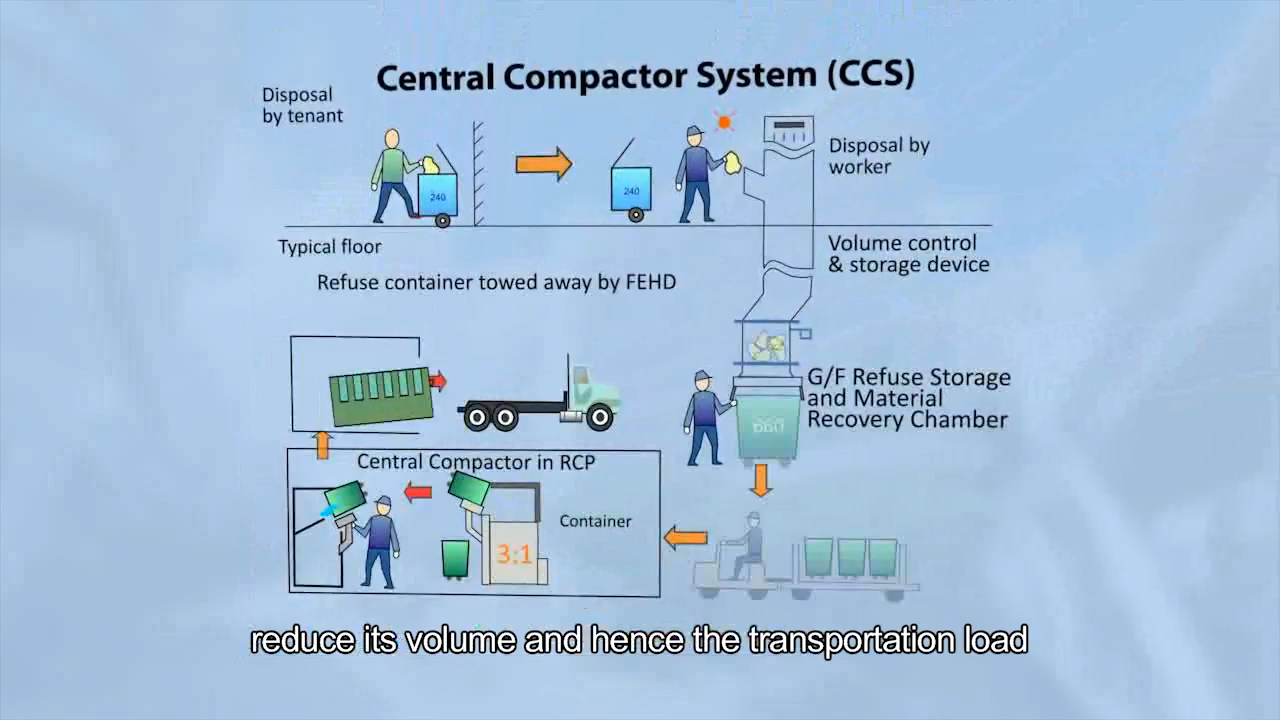 Central Compactor System (CCS)
Disposal
by tenant
240
240
Disposal by
worker
Typical floor
Volume control
& storage device
Refuse container towed away by FEHD
G/F Refuse Storage
and Material
Recovery Chamber
Central Compactor in RCP
Container
3:1
reduce its volume and hence the transportation load